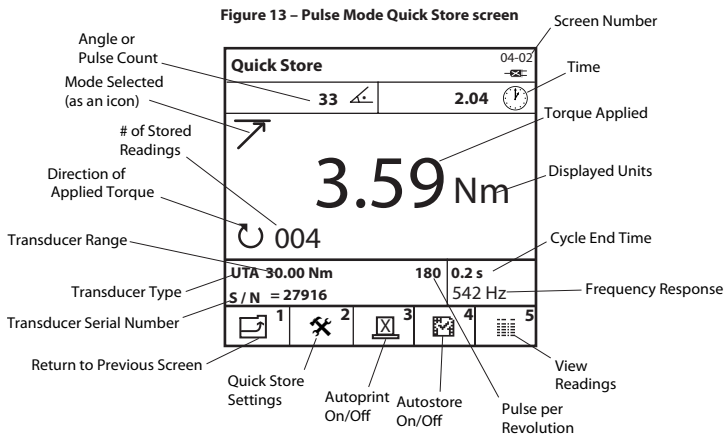 Figure 13 – Pulse Mode Quick Store screen
Screen Number
Angle or
Pulse Count
Quick Store
04-02
Time
Mode Selected
(as an icon)
33
2.04
Torque Applied
# of Stored
Readings
3.59 Nm
Displayed Units
Direction of
Applied Torque
004
Transducer Range
Cycle End Time
UTA 30.00 Nm
180
0.2 s
Transducer Type
S / N = 27916
542 Hz
Frequency Response
Transducer Serial Number
1
2
X 3
4
5
Return to Previous Screen
View
Readings
Quick Store
Settings
Autoprint
On/Off
Autostore
On/Off
Pulse per
Revolution